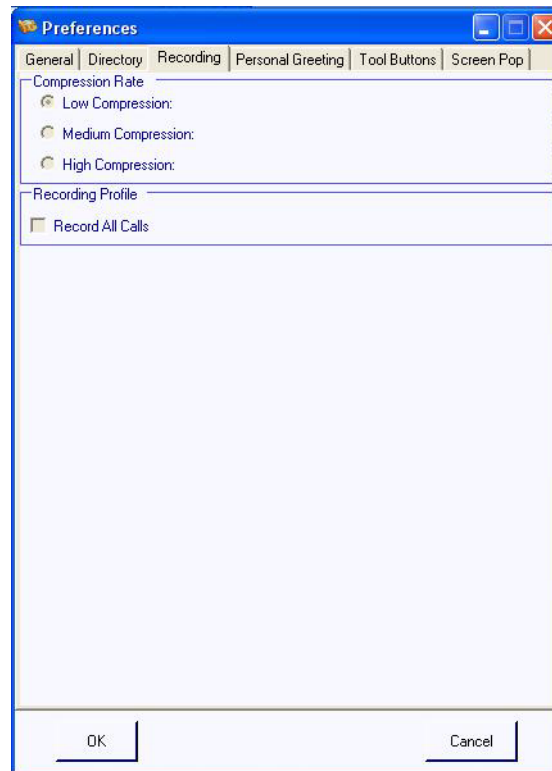 Preferences
General Directory Recording Personal Greeting Tool Buttons Screen Pop
Compression Rate
Low Compression:
Medium Compression:
High Compression:
Recording Profile
Record All Calls
OK Cancel